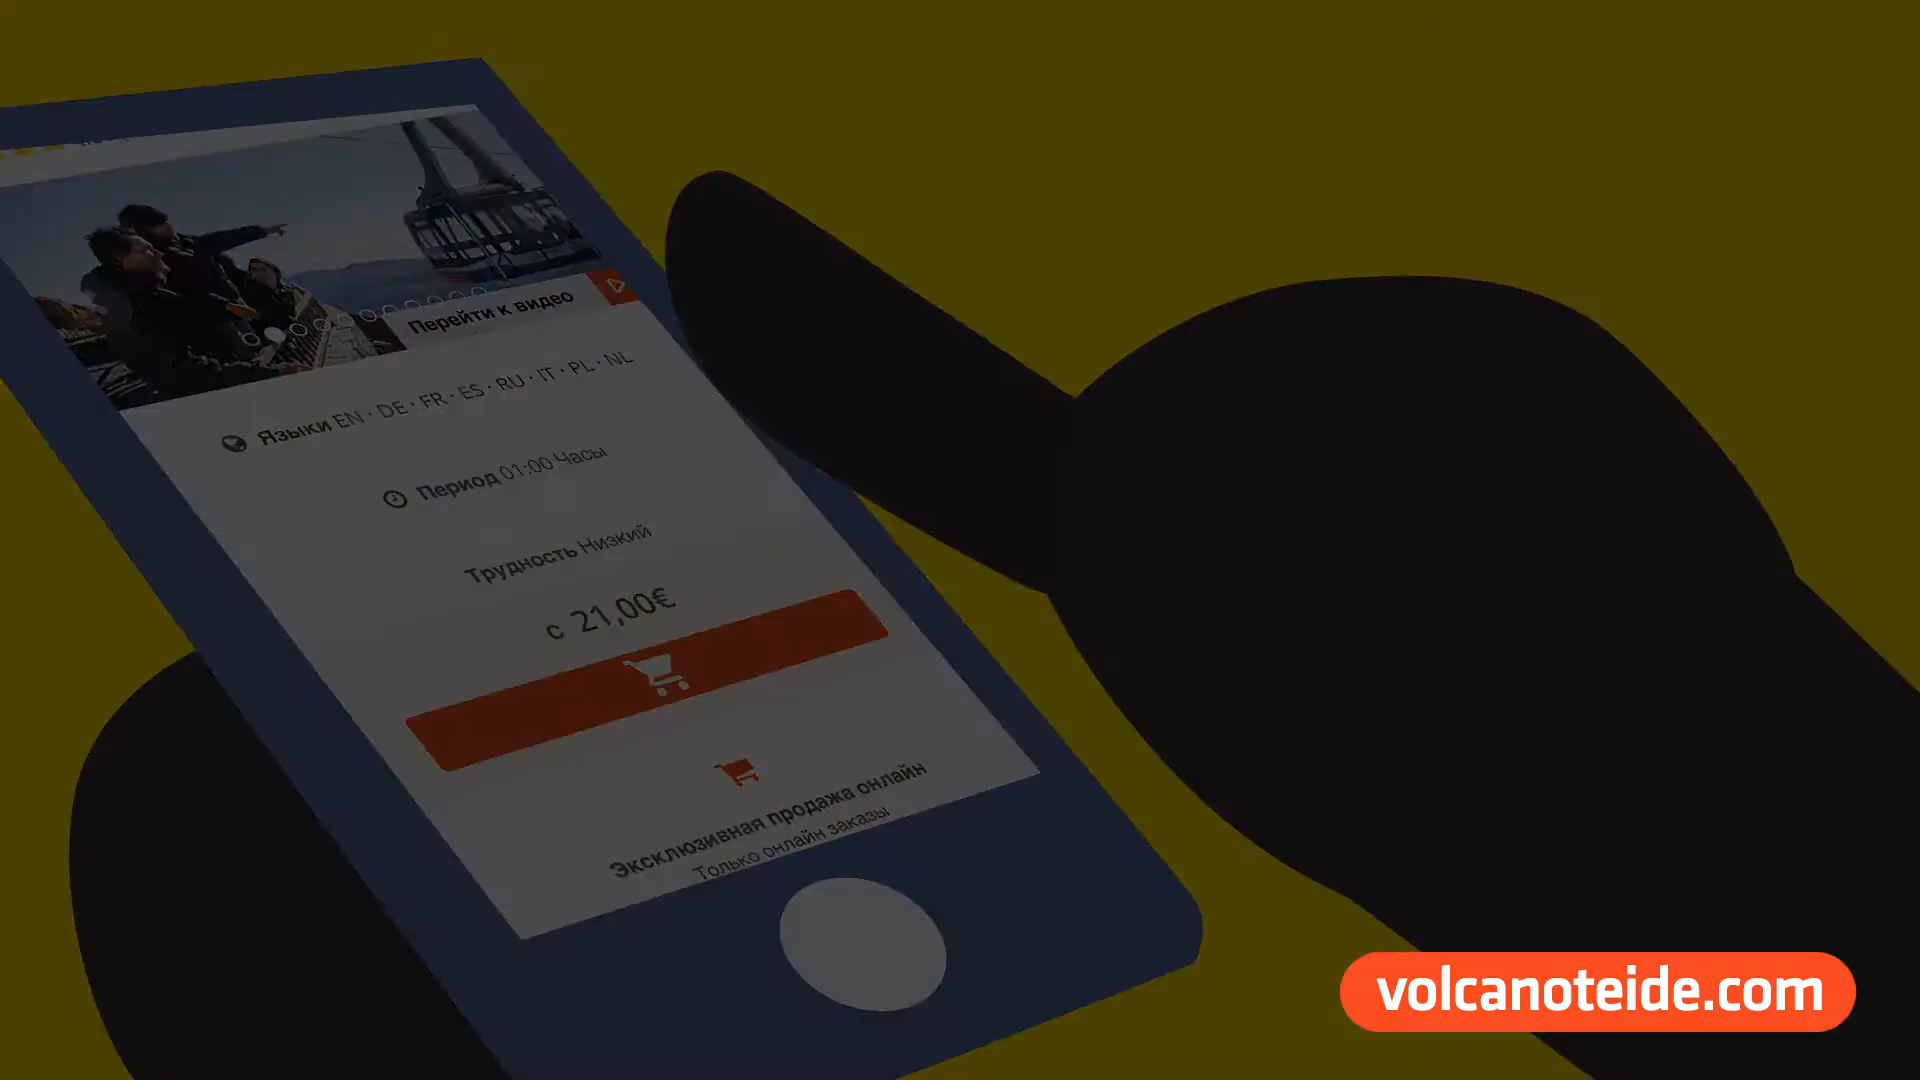 Перейти к видео
Языки EN · DE · FR · ES · RU · IT · PL · NL
Период 01:00 Часы
Трудность Низкий
с 21,00€
Эксклюзивная продажа онлайн
Только онлайн заказы
volcanoteide.com